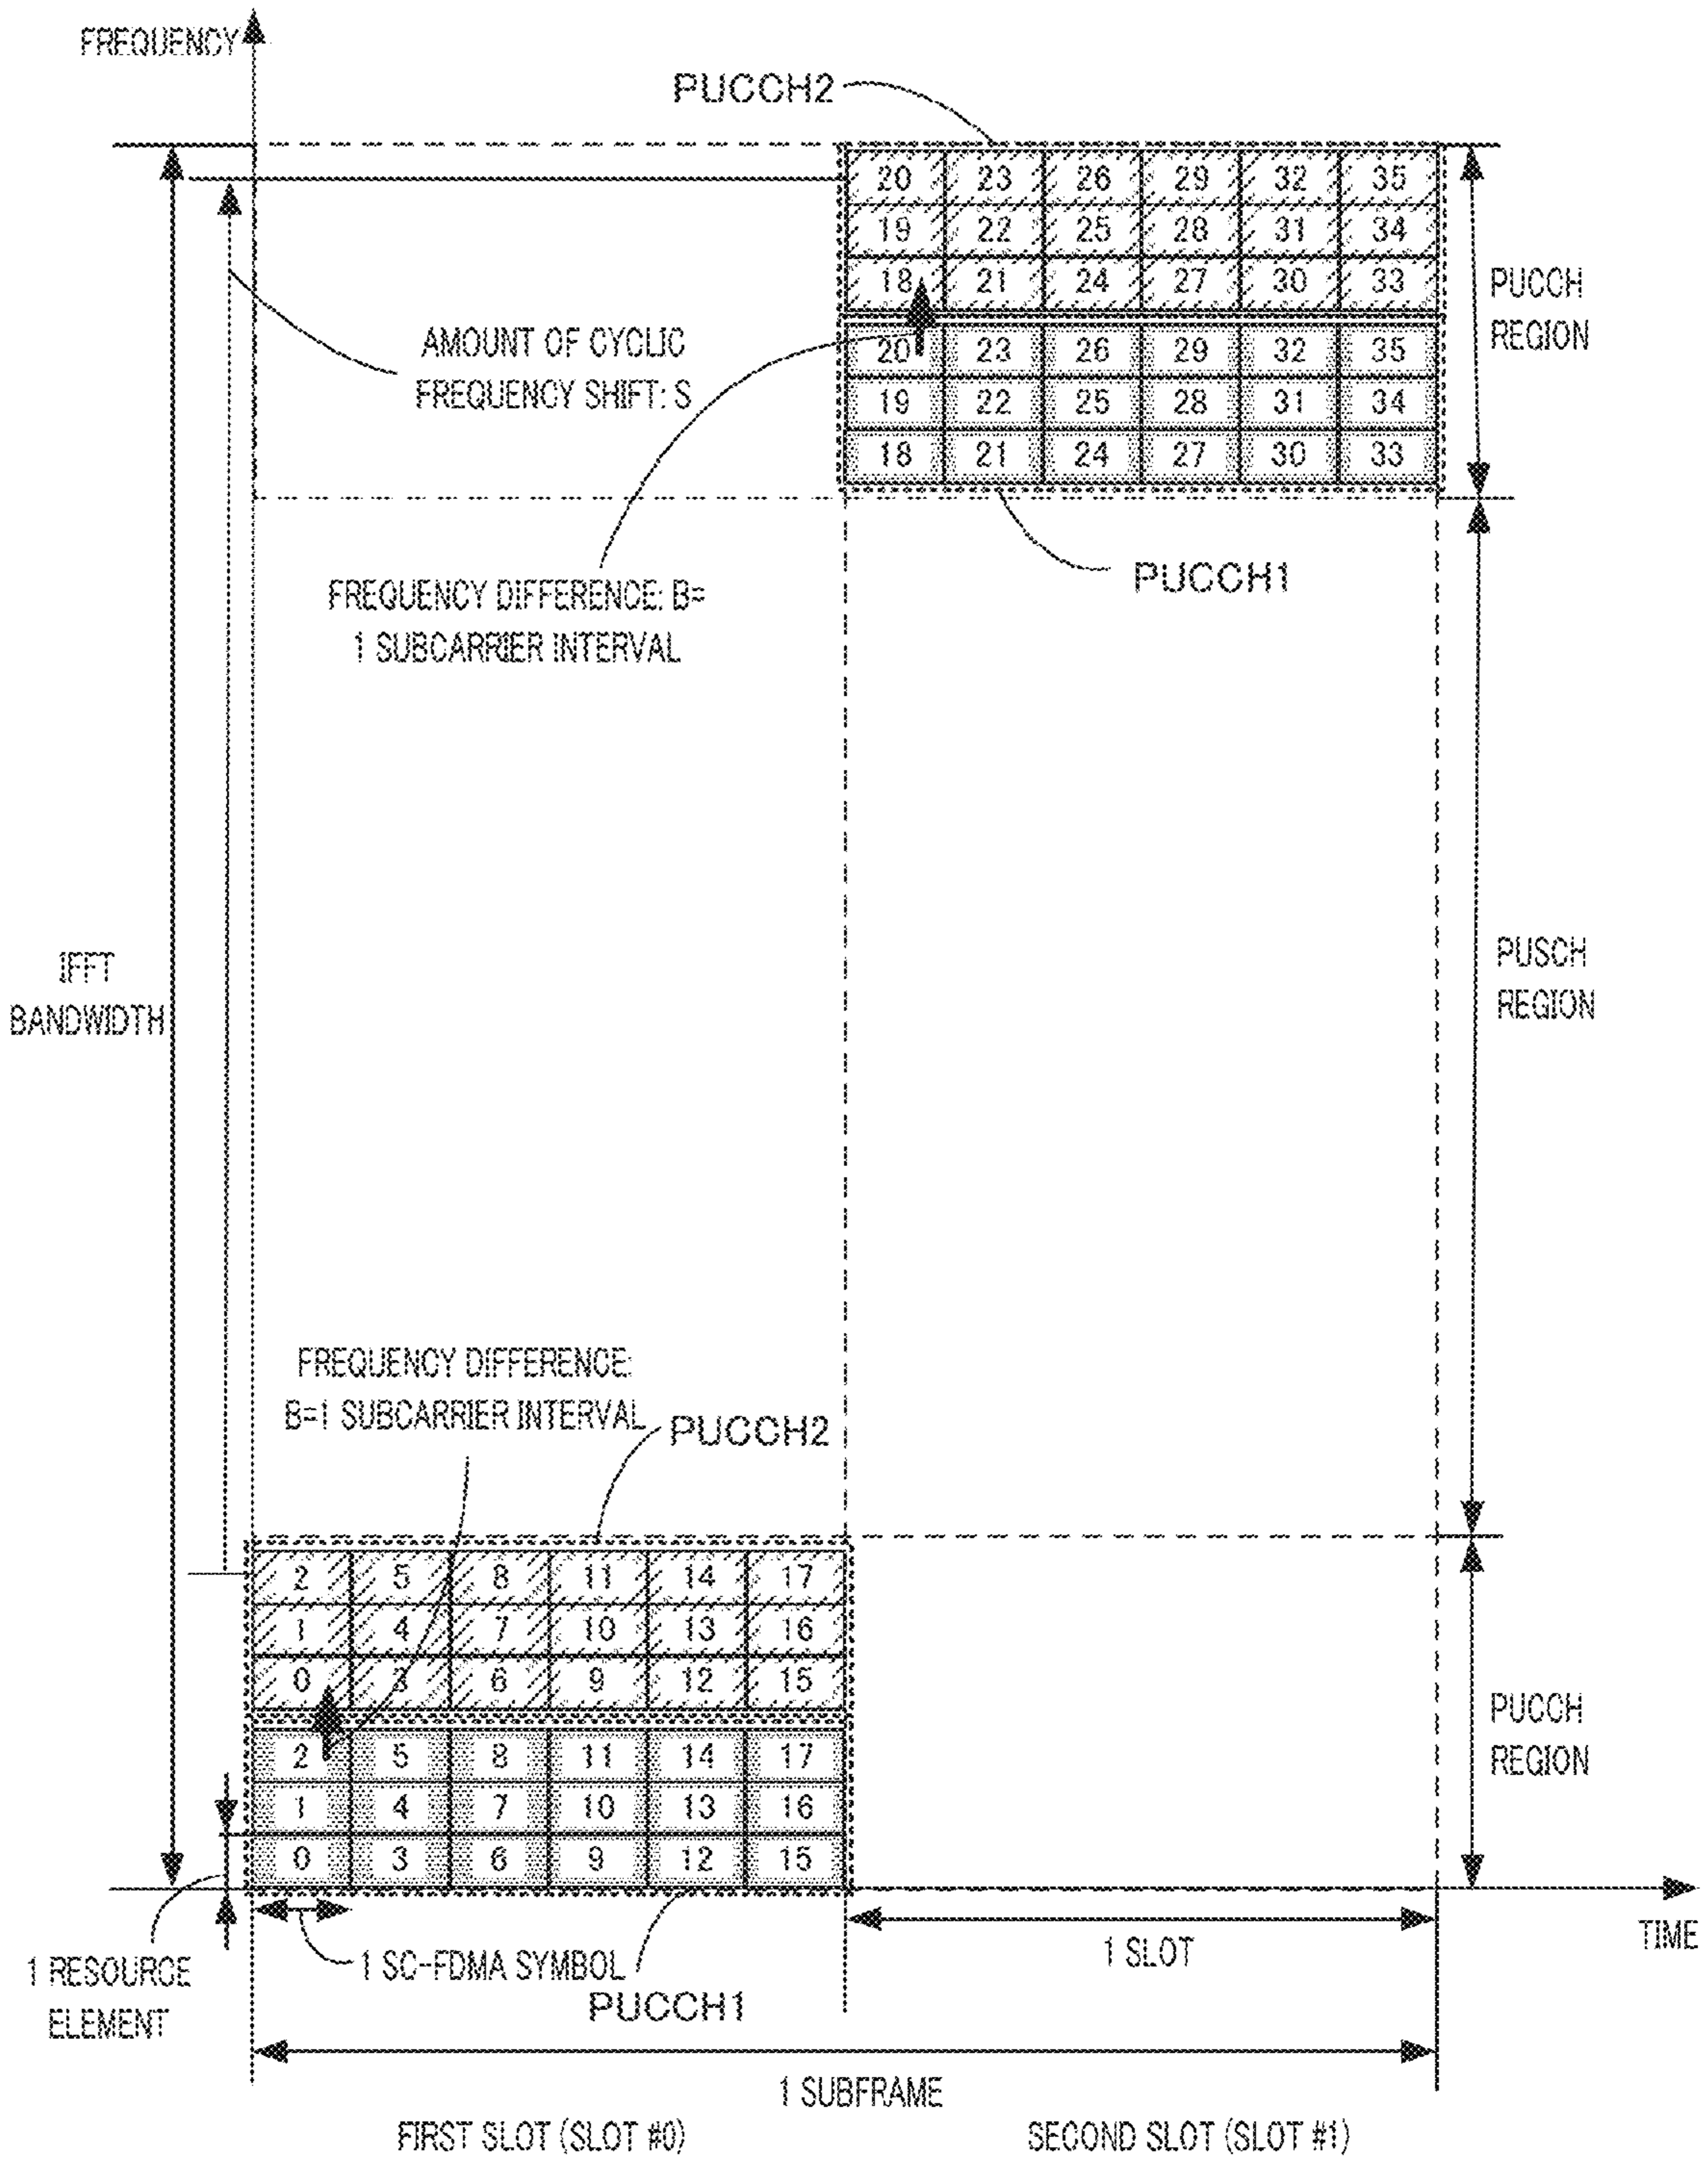 FREQUENCY
PUCCH2
20 23 26 29 32 35
19 22 25 28 31 34
18 21 24 27 30 33
PUCCH
REGION
AMOUNT OF CYCLIC
FREQUENCY SHIFT: S
20 23 26 29 32 35
19 22 25 28 31 34
18 21 24 27 30 33
PUCCH1
FREQUENCY DIFFERENCE: B=
1 SUBCARRIER INTERVAL
IFFT
BANDWIDTH
PUSCH
REGION
FREQUENCY DIFFERENCE:
B=1 SUBCARRIER INTERVAL
PUCCH2
2 5 8 11 14 17
1 4 7 10 13 16
0 3 6 9 12 15
PUCCH
REGION
2 5 8 11 14 17
1 4 7 10 13 16
0 3 6 9 12 15
TIME
1 SLOT
1 RESOURCE
ELEMENT
1 SC-FDMA SYMBOL
PUCCH1
1 SUBFRAME
FIRST SLOT (SLOT #0)
SECOND SLOT (SLOT #1)